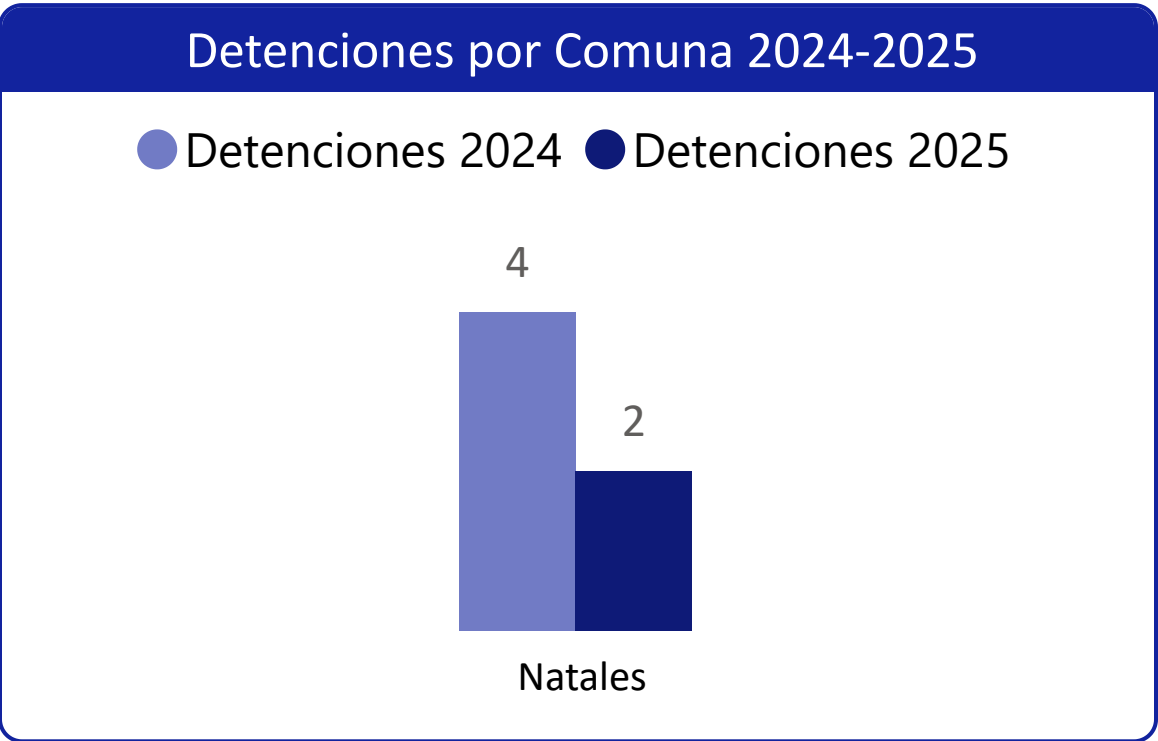 Detenciones por Comuna 2024-2025
Detenciones 2024 Detenciones 2025
4
2
Natales